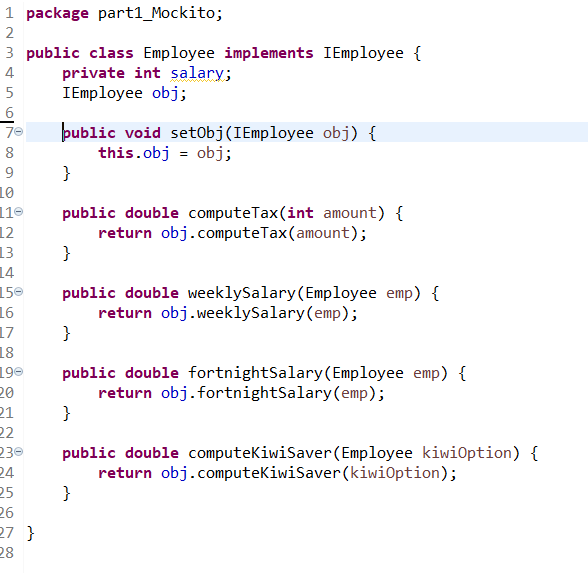 1 package part1_Mockito;
2
3 public class Employee implements IEmployee {
4     private int salary;
5     IEmployee obj;
6
7     public void setObj(IEmployee obj) {
8         this.obj = obj;
9     }
10
11     public double computeTax(int amount) {
12         return obj.computeTax(amount);
13     }
14
15     public double weeklySalary(Employee emp) {
16         return obj.weeklySalary(emp);
17     }
18
19     public double fortnightSalary(Employee emp) {
20         return obj.fortnightSalary(emp);
21     }
22
23     public double computeKiwiSaver(Employee kiwiOption) {
24         return obj.computeKiwiSaver(kiwiOption);
25     }
26
27 }
28